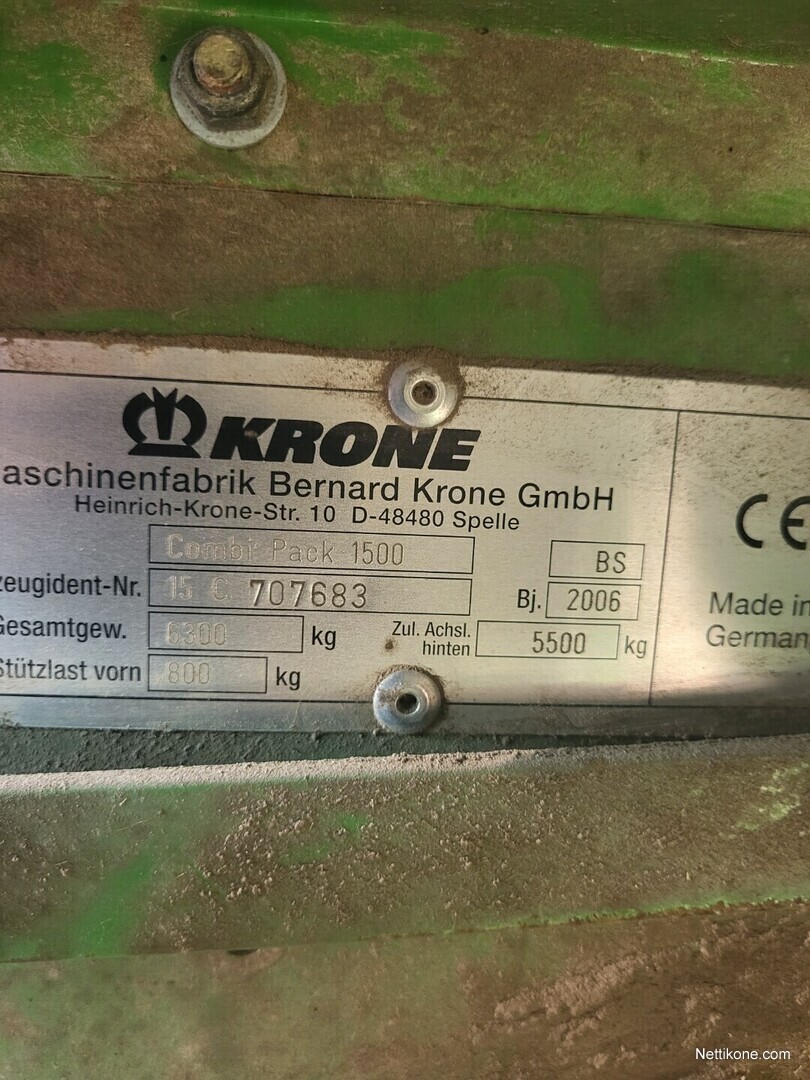 KRONE
aschinenfabrik Bernard Krone GmbH
Heinrich-Krone-Str. 10 D-48480 Spelle
Combi Pack 1500 BS
zeugident-Nr. 15 C. 707683 Bj. 2006
Gesamtgew. 6300 kg Zul. Achsl. hinten 5500 kg
Stützlast vorn 800 kg
CE
Made in
German
Nettikone.com